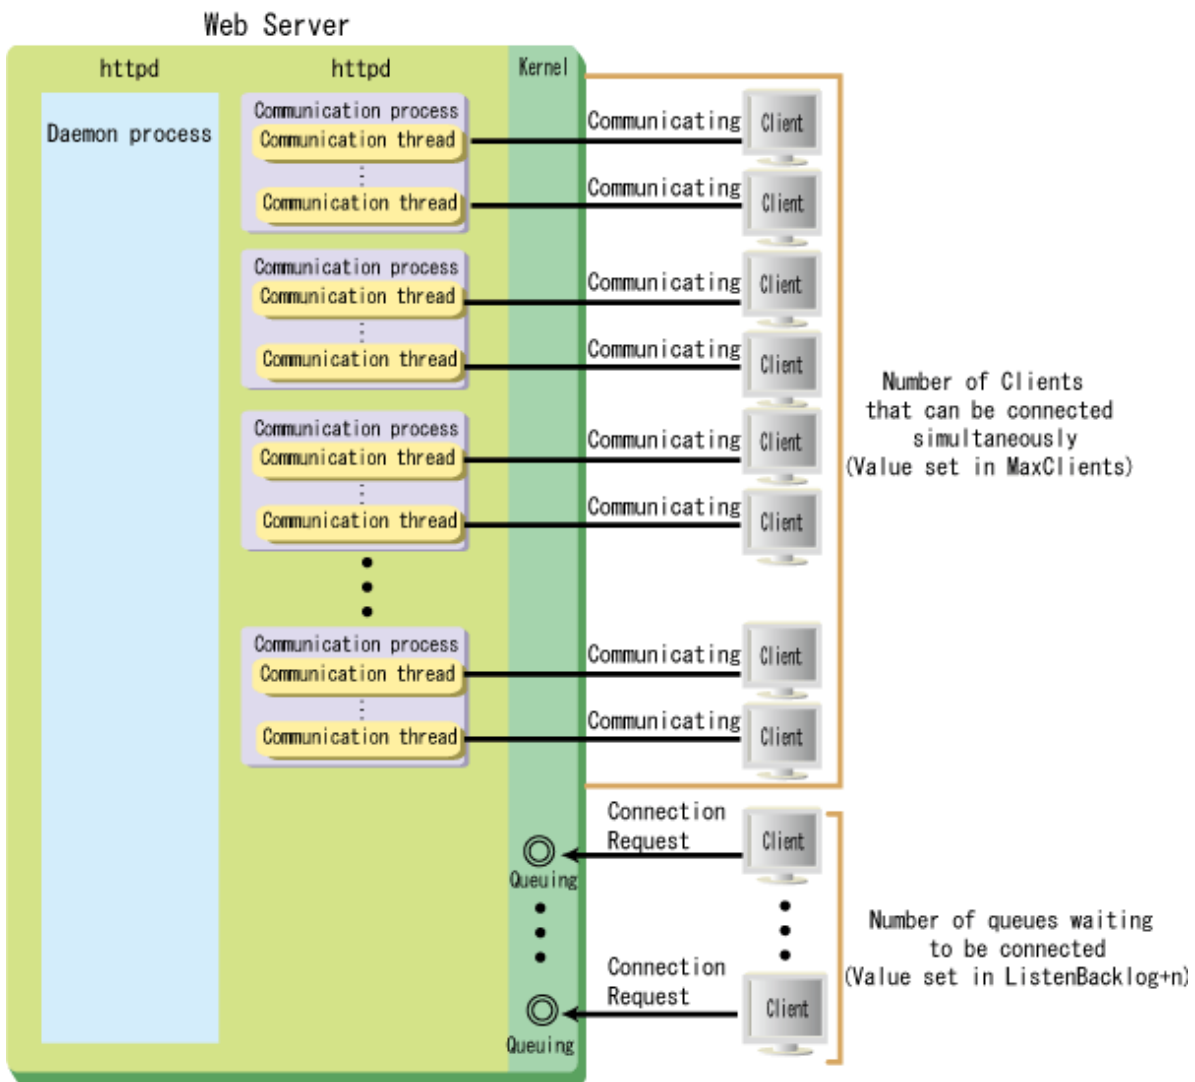 Web Server
httpd
httpd
Kernel
Daemon process
Communication process
Communication thread
Communication thread
Communication process
Communication thread
Communication thread
Communication process
Communication thread
Communication thread
Communication process
Communication thread
Communication thread
Communicating
Client
Communicating
Client
Communicating
Client
Communicating
Client
Communicating
Client
Communicating
Client
Communicating
Client
Communicating
Client
Number of Clients
that can be connected
simultaneously
(Value set in MaxClients)
Connection
Request
Client
Queuing
Connection
Request
Client
Queuing
Number of queues waiting
to be connected
(Value set in ListenBacklog+n)